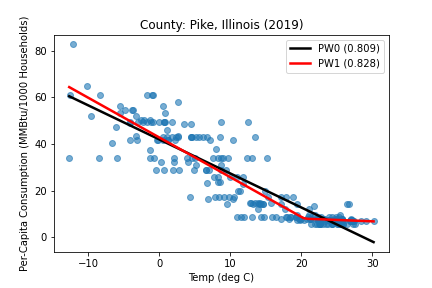 County: Pike, Illinois (2019)
PW0 (0.809)
PW1 (0.828)
Per-Capita Consumption (MMBtu/1000 Households)
80
60
40
20
0
−10
0
10
20
30
Temp (deg C)